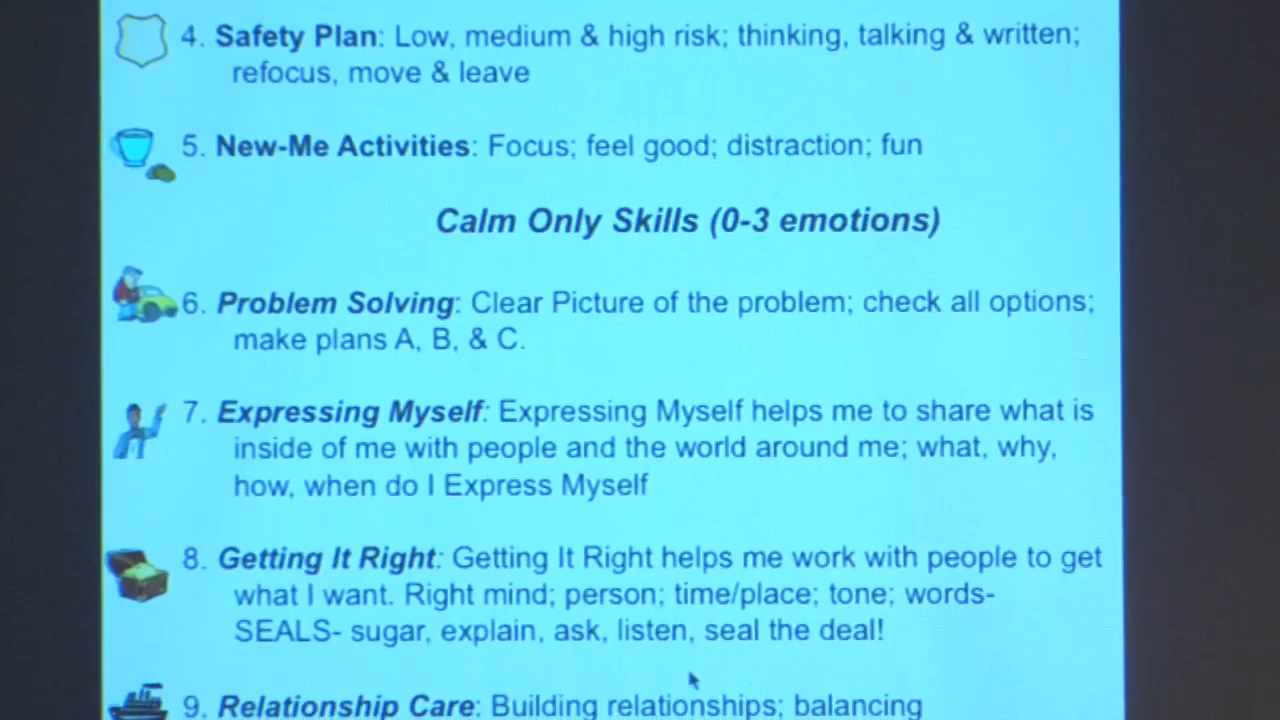 4. Safety Plan: Low, medium & high risk; thinking, talking & written;
refocus, move & leave
5. New-Me Activities: Focus; feel good; distraction; fun
Calm Only Skills (0-3 emotions)
6. Problem Solving: Clear Picture of the problem; check all options;
make plans A, B, & C.
7. Expressing Myself: Expressing Myself helps me to share what is
inside of me with people and the world around me; what, why,
how, when do I Express Myself
8. Getting It Right: Getting It Right helps me work with people to get
what I want. Right mind; person; time/place; tone; words-
SEALS- sugar, explain, ask, listen, seal the deal!
9. Relationship Care: Building relationships; balancing